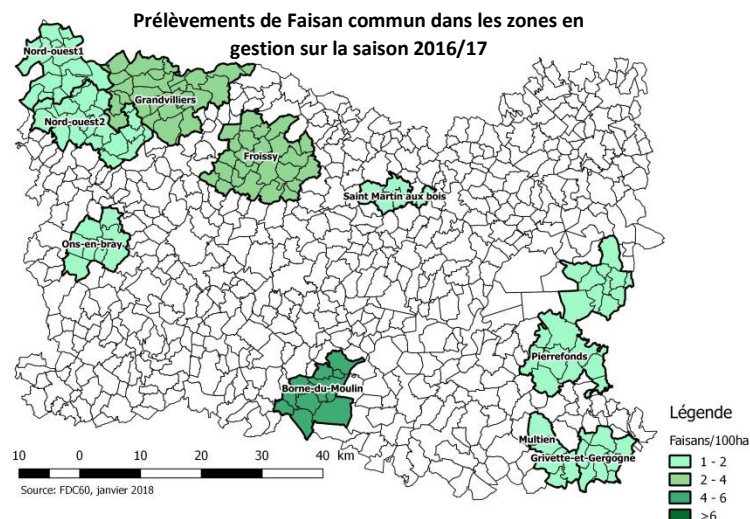 Prélèvements de Faisan commun dans les zones en
gestion sur la saison 2016/17
Nord-ouest1
Grandvilliers
Nord-ouest2
Froissy
Saint Martin aux bois
Ons-en-bray
Pierrefonds
Borne-du-Moulin
Multien
Grivette-et-Gergogne
Légende
Faisans/100ha
1 - 2
2 - 4
4 - 6
>6
10 0 10 20 30 40 km
Source: FDC60, janvier 2018